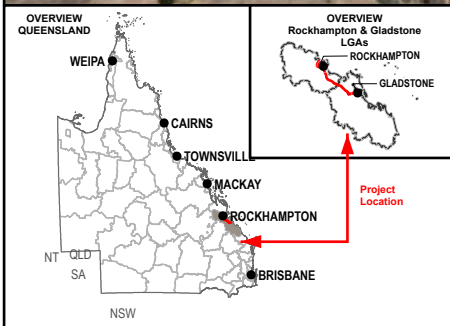 OVERVIEW
QUEENSLAND
WEIPA
CAIRNS
TOWNSVILLE
MACKAY
ROCKHAMPTON
BRISBANE
NT
QLD
SA
NSW
OVERVIEW
Rockhampton & Gladstone
LGAs
ROCKHAMPTON
GLADSTONE
Project
Location